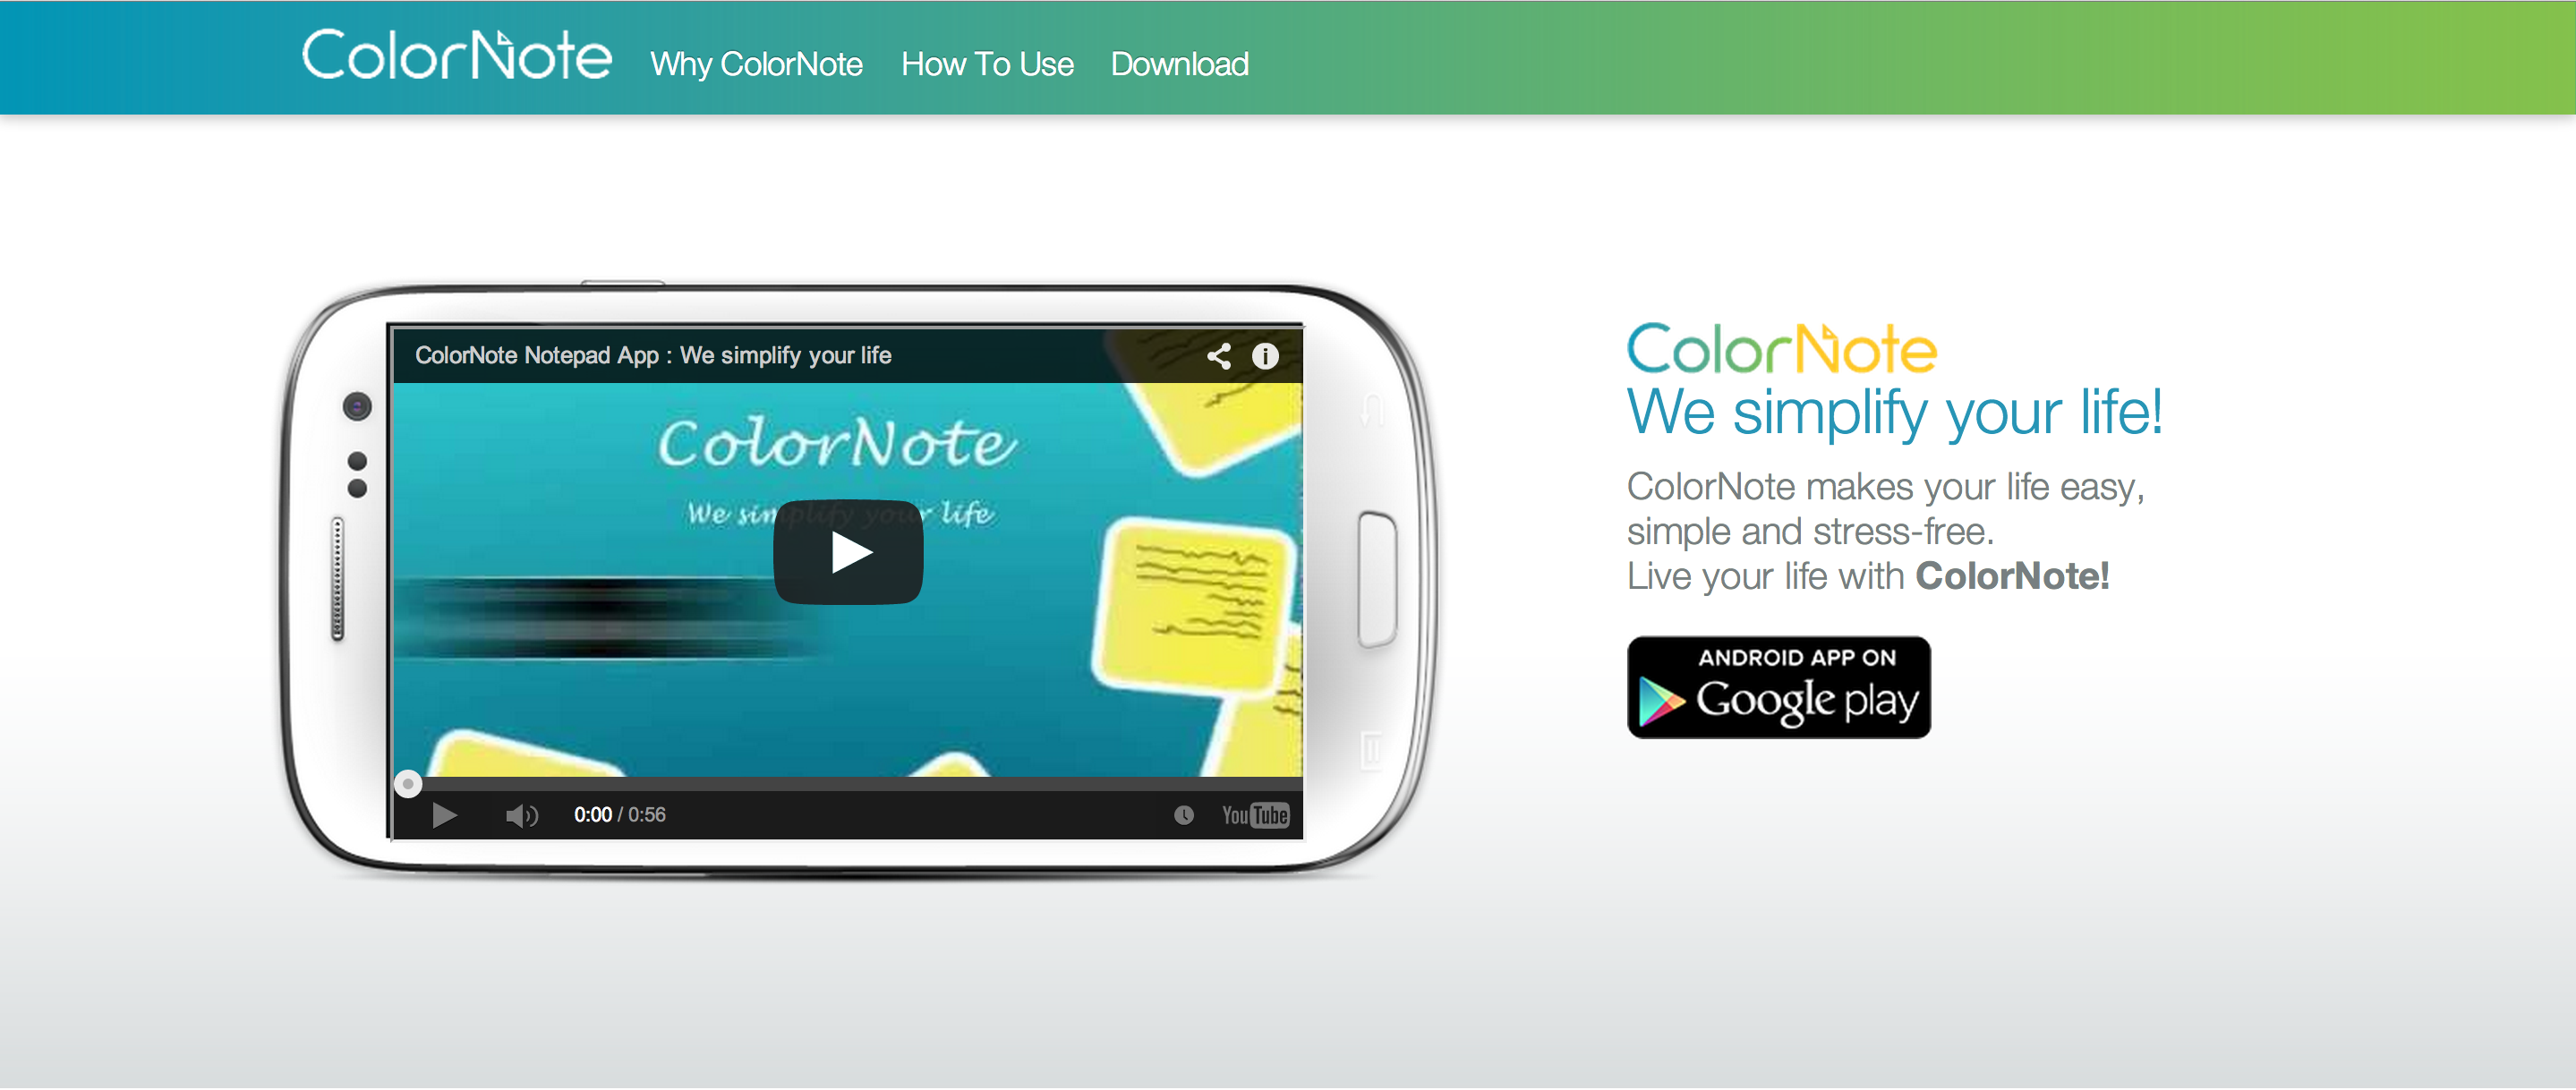 ColorNote Why ColorNote How To Use Download
ColorNote Notepad App : We simplify your life
ColorNote
We simplify your life
0:00 / 0:56
YouTube
ColorNote
We simplify your life!
ColorNote makes your life easy,
simple and stress-free.
Live your life with ColorNote!
ANDROID APP ON
Google play